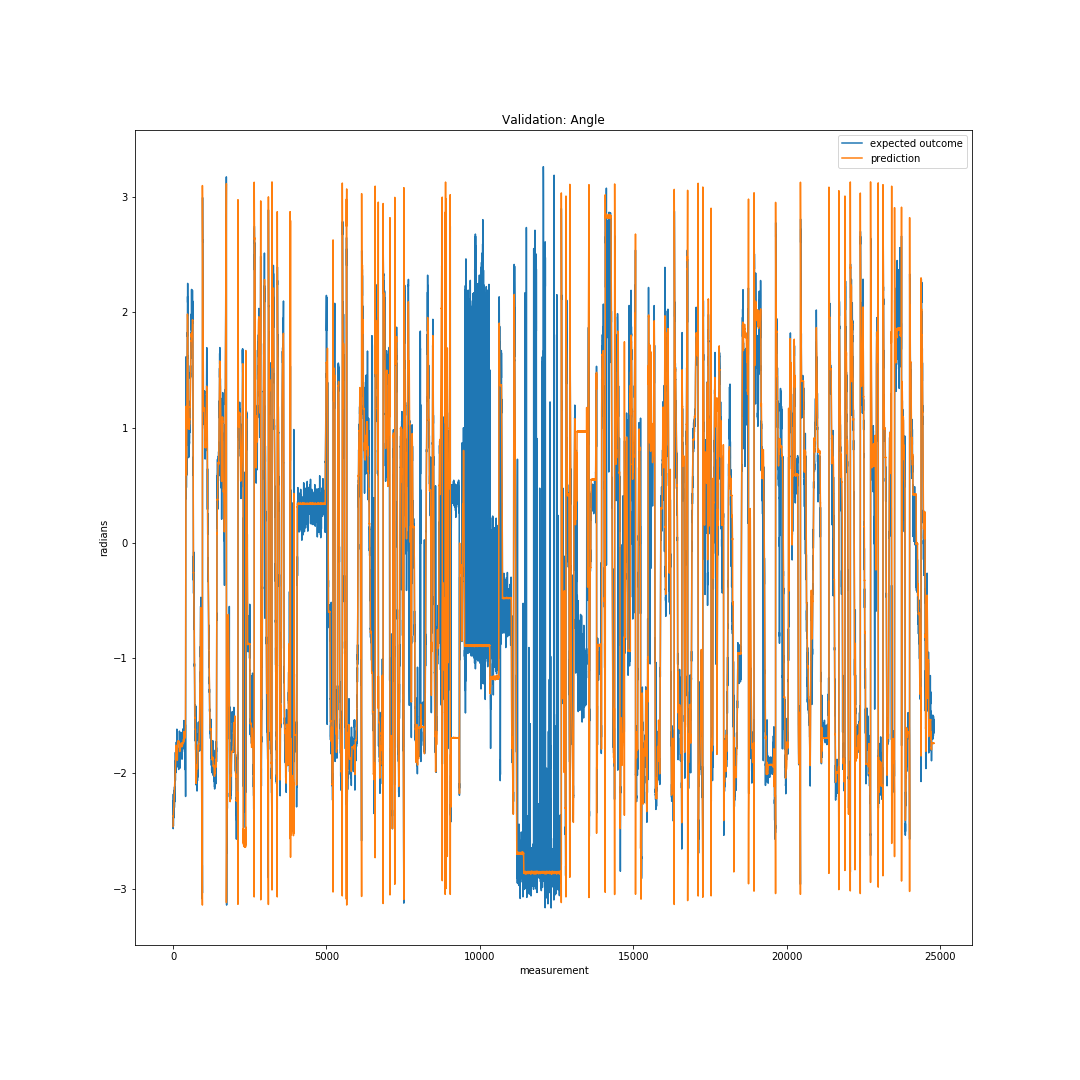 Validation: Angle
expected outcome
prediction
radians
3
2
1
0
−1
−2
−3
0 5000 10000 15000 20000 25000
measurement